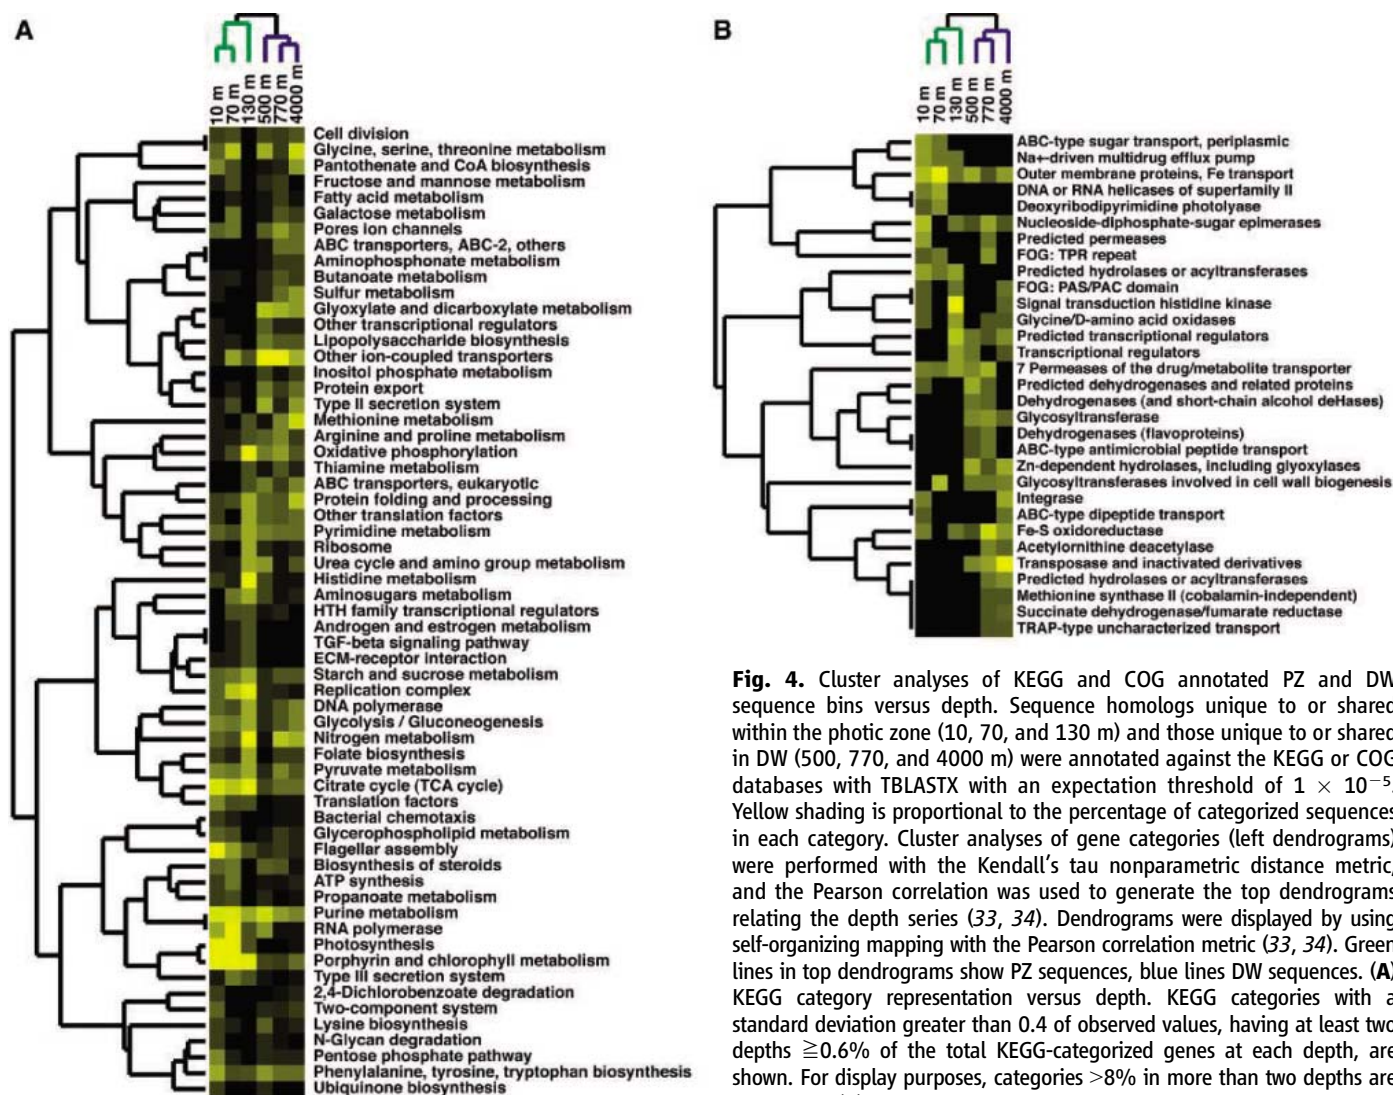 A
10 m
70 m
130 m
500 m
770 m
4000 m
Cell division
Glycine, serine, threonine metabolism
Pantothenate and CoA biosynthesis
Fructose and mannose metabolism
Fatty acid metabolism
Galactose metabolism
Pores ion channels
ABC transporters, ABC-2, others
Aminophosphonate metabolism
Butanoate metabolism
Sulfur metabolism
Glyoxylate and dicarboxylate metabolism
Other transcriptional regulators
Lipopolysaccharide biosynthesis
Other ion-coupled transporters
Inositol phosphate metabolism
Protein export
Type II secretion system
Methionine metabolism
Arginine and proline metabolism
Oxidative phosphorylation
Thiamine metabolism
ABC transporters, eukaryotic
Protein folding and processing
Other translation factors
Pyrimidine metabolism
Ribosome
Urea cycle and amino group metabolism
Histidine metabolism
Aminosugars metabolism
HTH family transcriptional regulators
Androgen and estrogen metabolism
TGF-beta signaling pathway
ECM-receptor interaction
Starch and sucrose metabolism
Replication complex
DNA polymerase
Glycolysis / Gluconeogenesis
Nitrogen metabolism
Folate biosynthesis
Pyruvate metabolism
Citrate cycle (TCA cycle)
Translation factors
Bacterial chemotaxis
Glycerophospholipid metabolism
Flagellar assembly
Biosynthesis of steroids
ATP synthesis
Propanoate metabolism
Purine metabolism
RNA polymerase
Photosynthesis
Porphyrin and chlorophyll metabolism
Type III secretion system
2,4-Dichlorobenzoate degradation
Two-component system
Lysine biosynthesis
N-Glycan degradation
Pentose phosphate pathway
Phenylalanine, tyrosine, tryptophan biosynthesis
Ubiquinone biosynthesis
B
10 m
70 m
130 m
500 m
770 m
4000 m
ABC-type sugar transport, periplasmic
Na+-driven multidrug efflux pump
Outer membrane proteins, Fe transport
DNA or RNA helicases of superfamily II
Deoxyribodipyrimidine photolyase
Nucleoside-diphosphate-sugar epimerases
Predicted permeases
FOG: TPR repeat
Predicted hydrolases or acyltransferases
FOG: PAS/PAC domain
Signal transduction histidine kinase
Glycine/D-amino acid oxidases
Predicted transcriptional regulators
Transcriptional regulators
7 Permeases of the drug/metabolite transporter
Predicted dehydrogenases and related proteins
Dehydrogenases (and short-chain alcohol deHases)
Glycosyltransferase
Dehydrogenases (flavoproteins)
ABC-type antimicrobial peptide transport
Zn-dependent hydrolases, including glyoxylases
Glycosyltransferases involved in cell wall biogenesis
Integrase
ABC-type dipeptide transport
Fe-S oxidoreductase
Acetylornithine deacetylase
Transposase and inactivated derivatives
Predicted hydrolases or acyltransferases
Methionine synthase II (cobalamin-independent)
Succinate dehydrogenase/fumarate reductase
TRAP-type uncharacterized transport
Fig. 4. Cluster analyses of KEGG and COG annotated PZ and DW
sequence bins versus depth. Sequence homologs unique to or shared
within the photic zone (10, 70, and 130 m) and those unique to or shared
in DW (500, 770, and 4000 m) were annotated against the KEGG or COG
databases with TBLASTX with an expectation threshold of 1 × 10−5.
Yellow shading is proportional to the percentage of categorized sequences
in each category. Cluster analyses of gene categories (left dendrograms)
were performed with the Kendall's tau nonparametric distance metric,
and the Pearson correlation was used to generate the top dendrograms
relating the depth series (33, 34). Dendrograms were displayed by using
self-organizing mapping with the Pearson correlation metric (33, 34). Green
lines in top dendrograms show PZ sequences, blue lines DW sequences. (A)
KEGG category representation versus depth. KEGG categories with a
standard deviation greater than 0.4 of observed values, having at least two
depths ≧0.6% of the total KEGG-categorized genes at each depth, are
shown. For display purposes, categories >8% in more than two depths are